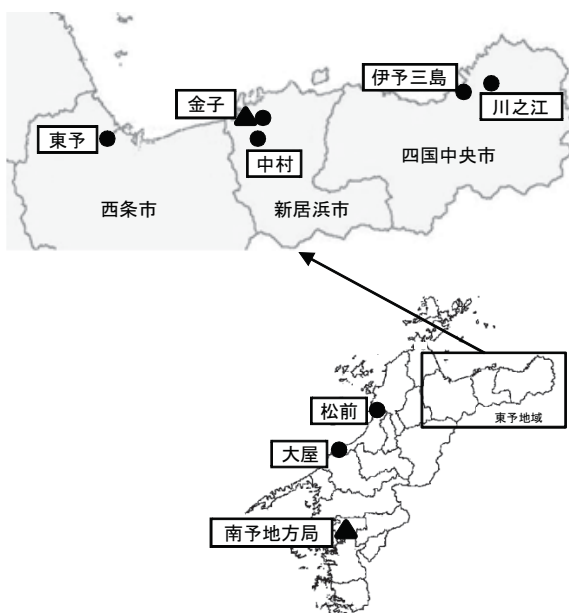 伊予三島
金子
川之江
東予
中村
四国中央市
西条市
新居浜市
松前
東予地域
大屋
南予地方局